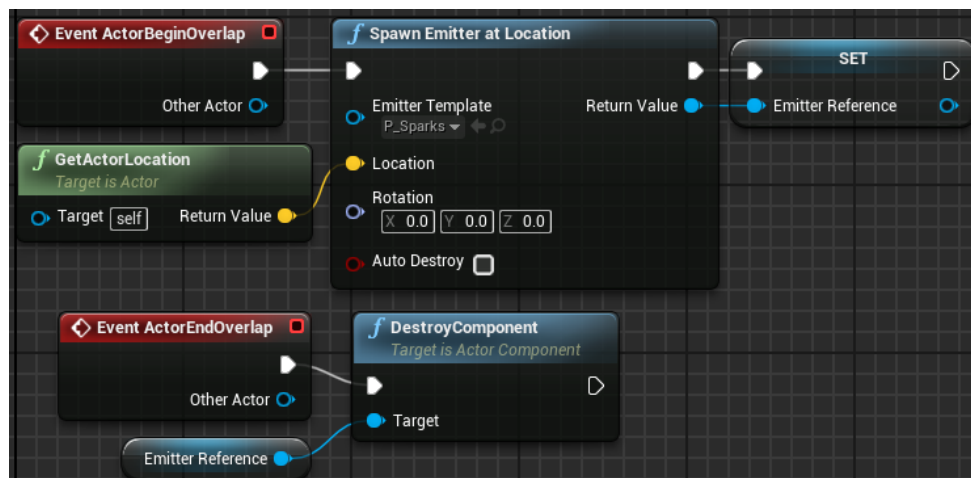 Event ActorBeginOverlap
Other Actor
f Spawn Emitter at Location
Emitter Template
P_Sparks
Return Value
Location
Rotation
X 0.0 Y 0.0 Z 0.0
Auto Destroy
SET
Emitter Reference
f GetActorLocation
Target is Actor
Target self Return Value
Event ActorEndOverlap
Other Actor
f DestroyComponent
Target is Actor Component
Target
Emitter Reference